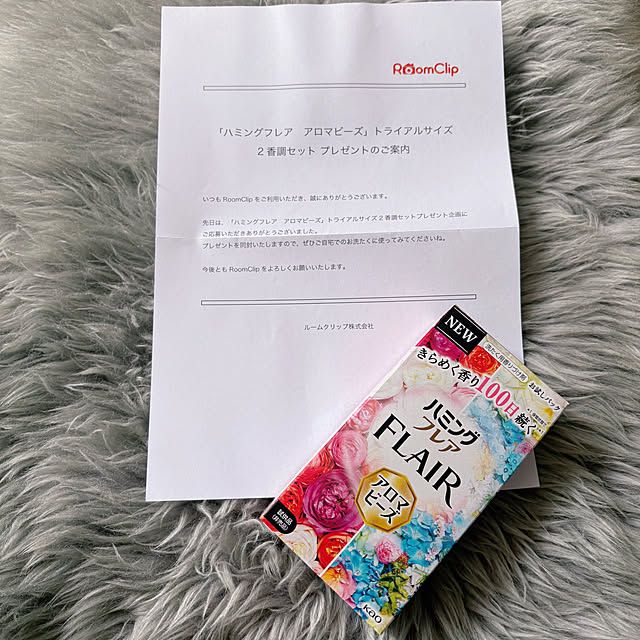 RoomClip
「ハミングフレア　アロマビーズ」トライアルサイズ
2 香調セット プレゼントのご案内
いつも RoomClip をご利用いただき、誠にありがとうございます。
先日は、「ハミングフレア　アロマビーズ」トライアルサイズ 2 香調セットプレゼント企画に
ご応募いただきありがとうございました。
プレゼントを同封いたしますので、ぜひご自宅でのお洗たくに使ってみてくださいね。
今後とも RoomClip をよろしくお願いいたします。
ルームクリップ株式会社
NEW
お試しパック
きらめく香り100日続く
ハミング
フレア
FLAIR
アロマ
ビーズ
試供品
非売品
Kao